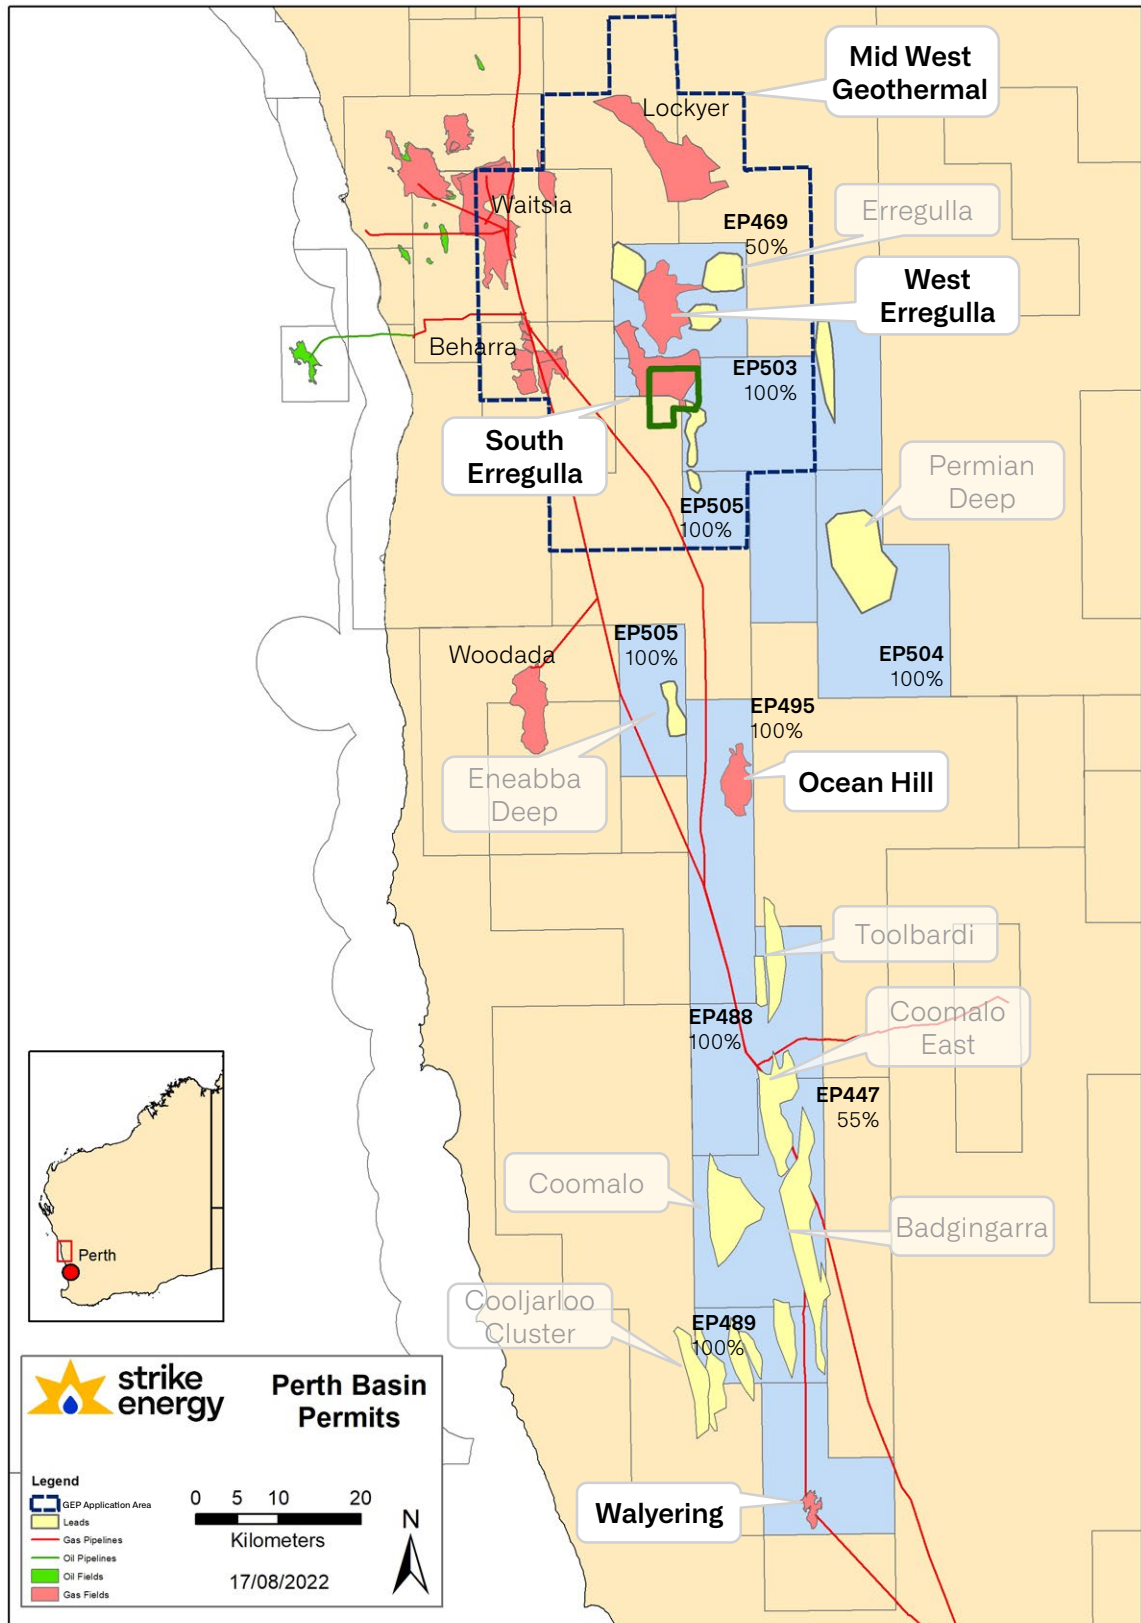 Mid West
Geothermal
Lockyer
Waitsia
EP469
50%
Erregulla
West
Erregulla
Beharra
EP503
100%
South
Erregulla
Permian
Deep
EP505
100%
EP505
100%
Woodada
EP504
100%
EP495
100%
Eneabba
Deep
Ocean Hill
Toolbardi
EP488
100%
Coomalo
East
EP447
55%
Coomalo
Badgingarra
Perth
Cooljarloo
Cluster
EP489
100%
strike
energy
Perth Basin
Permits
Legend
GEP Application Area
Leads
Gas Pipelines
Oil Pipelines
Oil Fields
Gas Fields
0 5 10 20
Kilometers
17/08/2022
N
Walyering